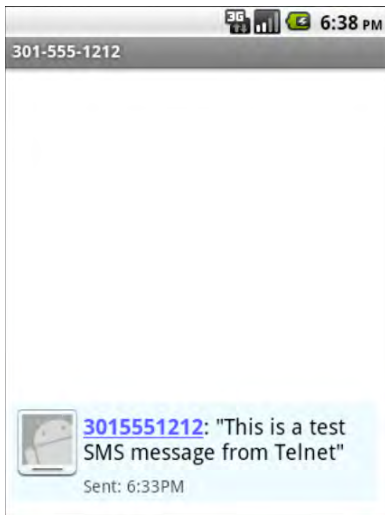 3G 6:38 PM
301-555-1212
3015551212: "This is a test
SMS message from Telnet"
Sent: 6:33PM